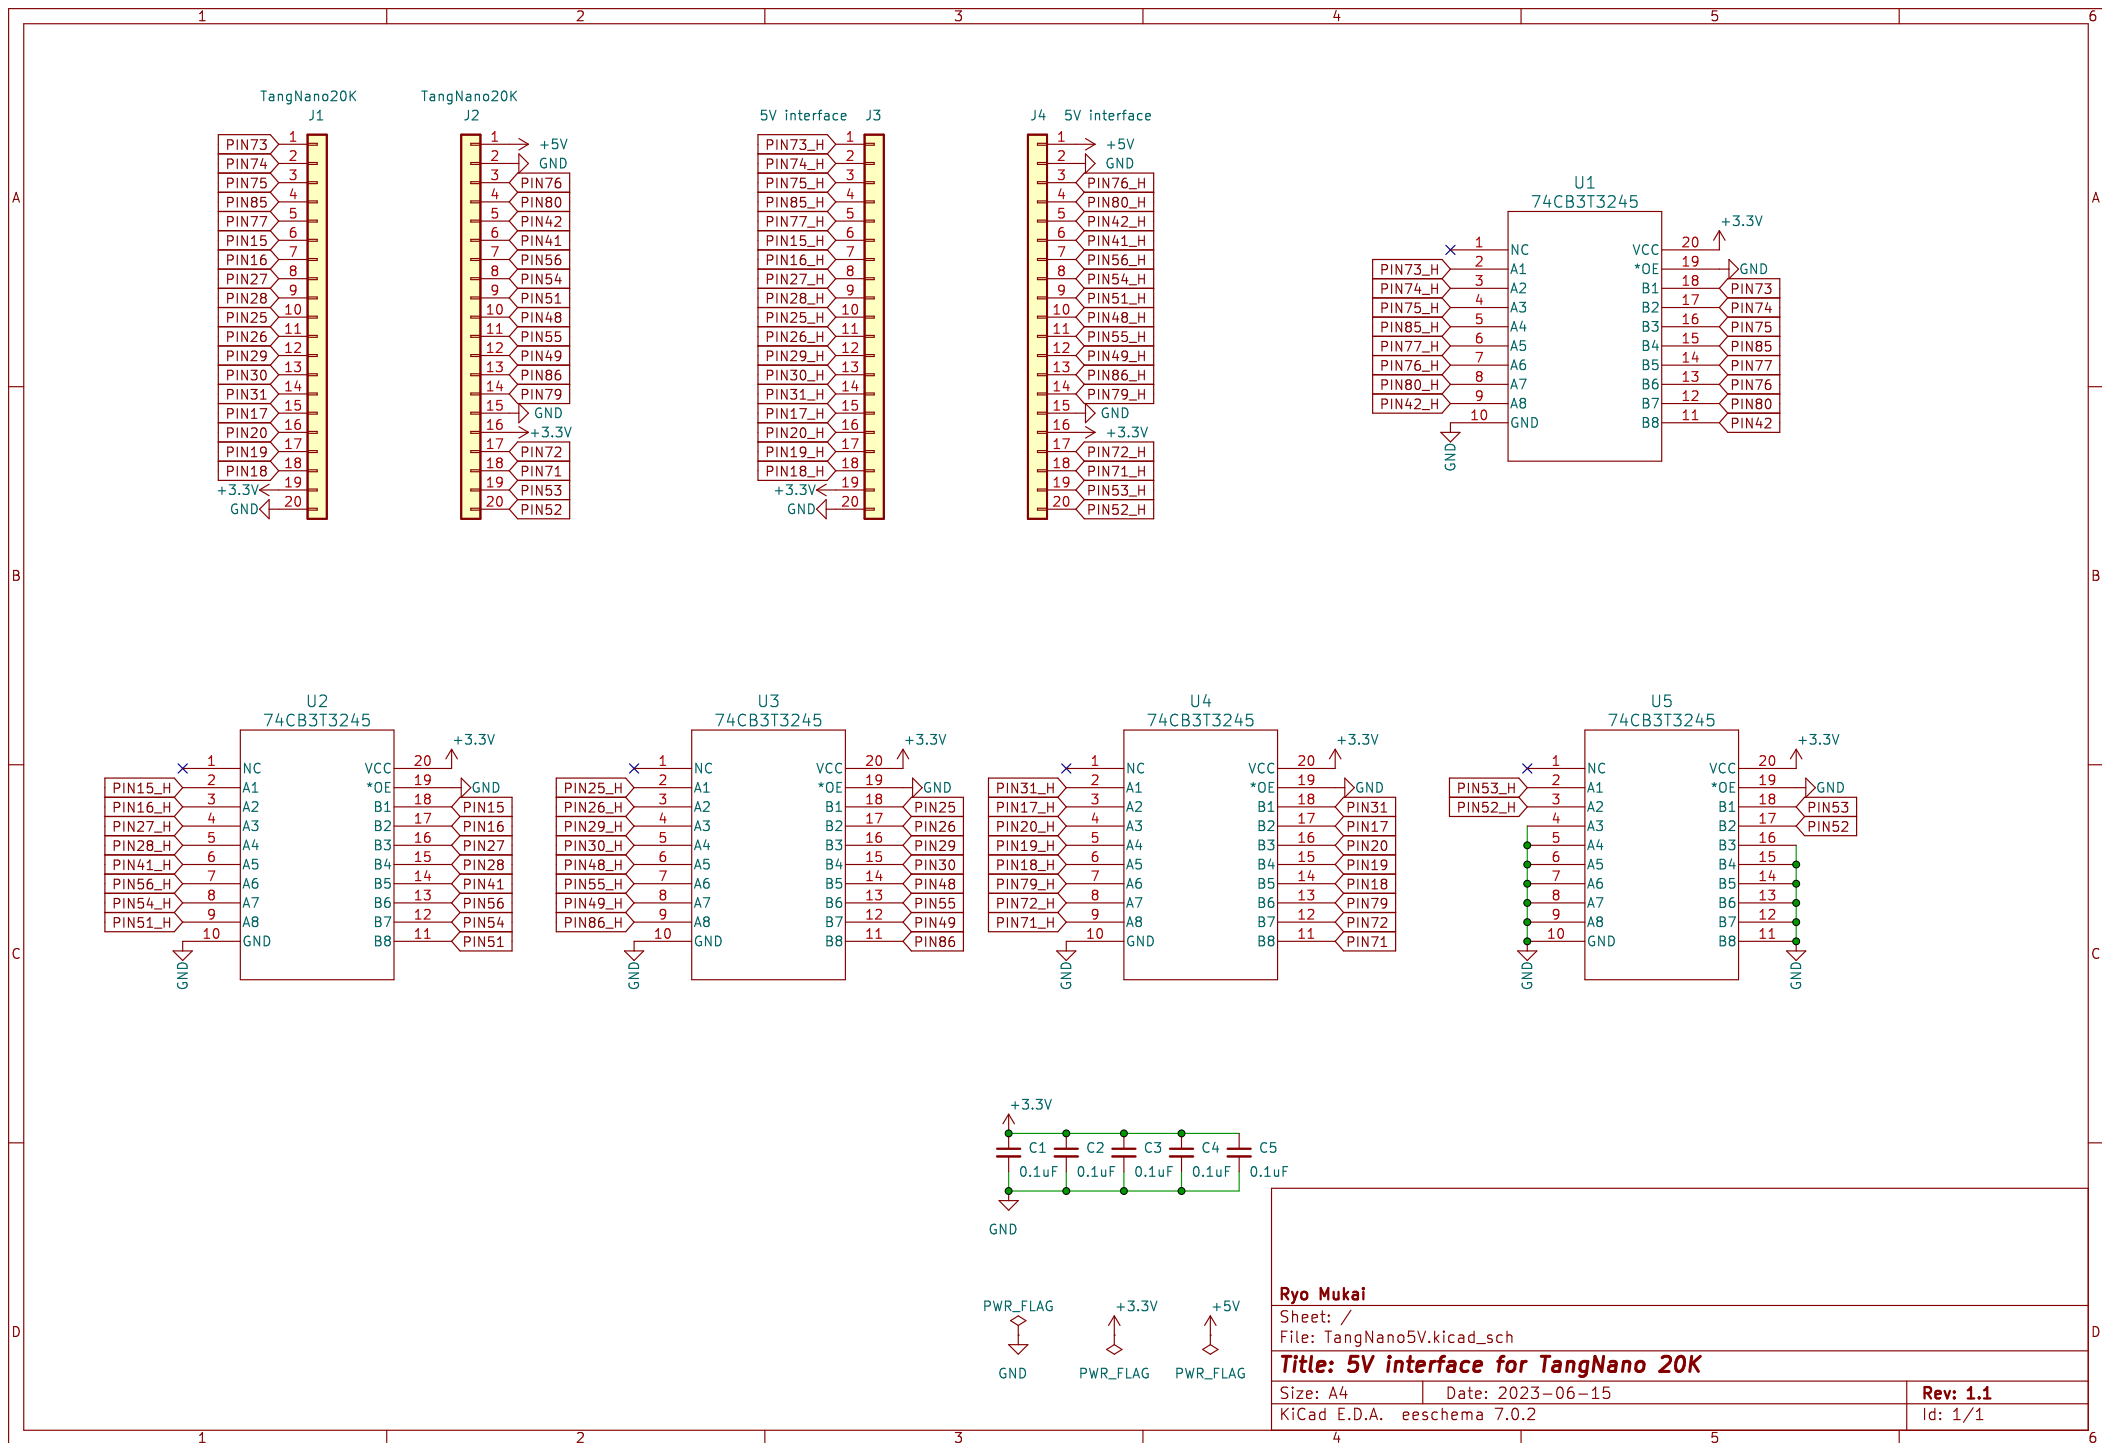 1 2 3 4 5 6
A
B
C
D
A
B
C
D
TangNano20K
J1
PIN73 1
PIN74 2
PIN75 3
PIN85 4
PIN77 5
PIN15 6
PIN16 7
PIN27 8
PIN28 9
PIN25 10
PIN26 11
PIN29 12
PIN30 13
PIN31 14
PIN17 15
PIN20 16
PIN19 17
PIN18 18
+3.3V 19
GND 20
TangNano20K
J2
1 +5V
2 GND
3 PIN76
4 PIN80
5 PIN42
6 PIN41
7 PIN56
8 PIN54
9 PIN51
10 PIN48
11 PIN55
12 PIN49
13 PIN86
14 PIN79
15 GND
16 +3.3V
17 PIN72
18 PIN71
19 PIN53
20 PIN52
5V interface J3
PIN73_H 1
PIN74_H 2
PIN75_H 3
PIN85_H 4
PIN77_H 5
PIN15_H 6
PIN16_H 7
PIN27_H 8
PIN28_H 9
PIN25_H 10
PIN26_H 11
PIN29_H 12
PIN30_H 13
PIN31_H 14
PIN17_H 15
PIN20_H 16
PIN19_H 17
PIN18_H 18
+3.3V 19
GND 20
J4 5V interface
1 +5V
2 GND
3 PIN76_H
4 PIN80_H
5 PIN42_H
6 PIN41_H
7 PIN56_H
8 PIN54_H
9 PIN51_H
10 PIN48_H
11 PIN55_H
12 PIN49_H
13 PIN86_H
14 PIN79_H
15 GND
16 +3.3V
17 PIN72_H
18 PIN71_H
19 PIN53_H
20 PIN52_H
U1
74CB3T3245
+3.3V
1 NC VCC 20
PIN73_H 2 A1 *OE 19 GND
PIN74_H 3 A2 B1 18 PIN73
PIN75_H 4 A3 B2 17 PIN74
PIN85_H 5 A4 B3 16 PIN75
PIN77_H 6 A5 B4 15 PIN85
PIN76_H 7 A6 B5 14 PIN77
PIN80_H 8 A7 B6 13 PIN76
PIN42_H 9 A8 B7 12 PIN80
10 GND B8 11 PIN42
GND
U2
74CB3T3245
+3.3V
1 NC VCC 20
PIN15_H 2 A1 *OE 19 GND
PIN16_H 3 A2 B1 18 PIN15
PIN27_H 4 A3 B2 17 PIN16
PIN28_H 5 A4 B3 16 PIN27
PIN41_H 6 A5 B4 15 PIN28
PIN56_H 7 A6 B5 14 PIN41
PIN54_H 8 A7 B6 13 PIN56
PIN51_H 9 A8 B7 12 PIN54
10 GND B8 11 PIN51
GND
U3
74CB3T3245
+3.3V
1 NC VCC 20
PIN25_H 2 A1 *OE 19 GND
PIN26_H 3 A2 B1 18 PIN25
PIN29_H 4 A3 B2 17 PIN26
PIN30_H 5 A4 B3 16 PIN29
PIN48_H 6 A5 B4 15 PIN30
PIN55_H 7 A6 B5 14 PIN48
PIN49_H 8 A7 B6 13 PIN55
PIN86_H 9 A8 B7 12 PIN49
10 GND B8 11 PIN86
GND
U4
74CB3T3245
+3.3V
1 NC VCC 20
PIN31_H 2 A1 *OE 19 GND
PIN17_H 3 A2 B1 18 PIN31
PIN20_H 4 A3 B2 17 PIN17
PIN19_H 5 A4 B3 16 PIN20
PIN18_H 6 A5 B4 15 PIN19
PIN79_H 7 A6 B5 14 PIN18
PIN72_H 8 A7 B6 13 PIN79
PIN71_H 9 A8 B7 12 PIN72
10 GND B8 11 PIN71
GND
U5
74CB3T3245
+3.3V
1 NC VCC 20
PIN53_H 2 A1 *OE 19 GND
PIN52_H 3 A2 B1 18 PIN53
4 A3 B2 17 PIN52
5 A4 B3 16
6 A5 B4 15
7 A6 B5 14
8 A7 B6 13
9 A8 B7 12
10 GND B8 11
GND GND
+3.3V
C1 C2 C3 C4 C5
0.1uF 0.1uF 0.1uF 0.1uF 0.1uF
GND
PWR_FLAG +3.3V +5V
GND PWR_FLAG PWR_FLAG
Ryo Mukai
Sheet: /
File: TangNano5V.kicad_sch
Title: 5V interface for TangNano 20K
Size: A4 Date: 2023-06-15 Rev: 1.1
KiCad E.D.A. eeschema 7.0.2 Id: 1/1
1 2 3 4 5 6